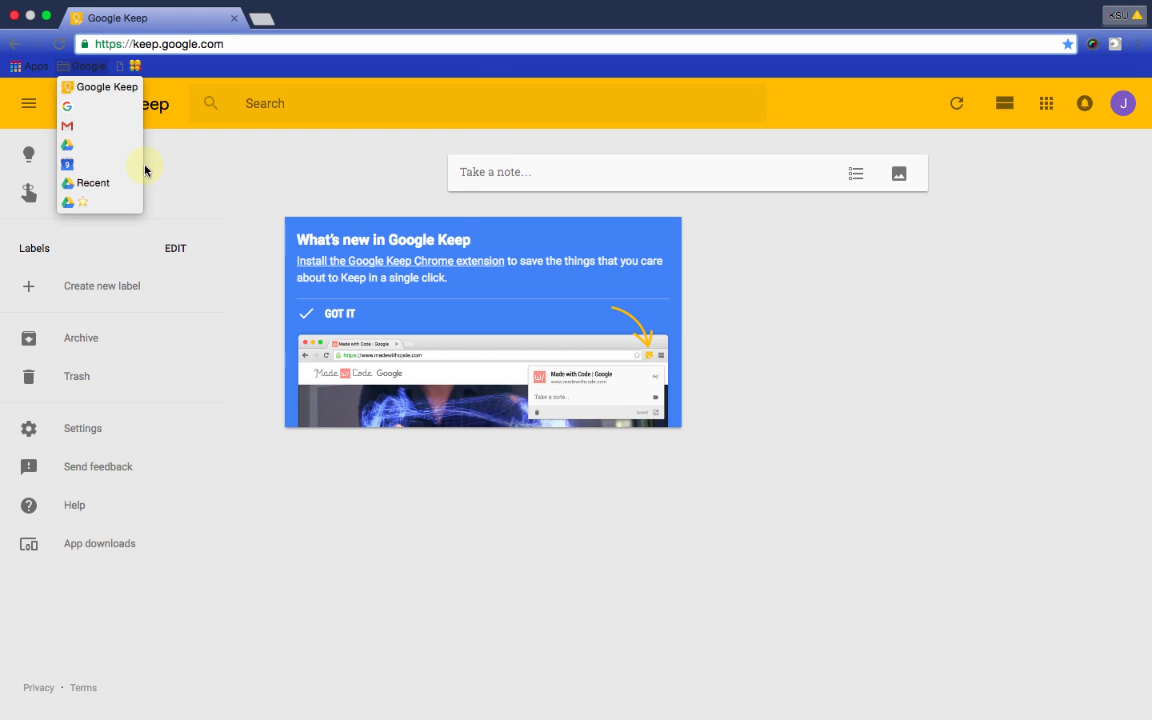 Google Keep
KSU
https://keep.google.com
Apps
Google
Google Keep
Recent
eep
Search
J
Take a note...
Labels
EDIT
Create new label
Archive
Trash
Settings
Send feedback
Help
App downloads
What's new in Google Keep
Install the Google Keep Chrome extension to save the things that you care
about to Keep in a single click.
GOT IT
Made with Code | Google
https://www.madewithcode.com
Made w/ Code Google
w/
Made with Code | Google
www.madewithcode.com
Take a note...
Privacy · Terms